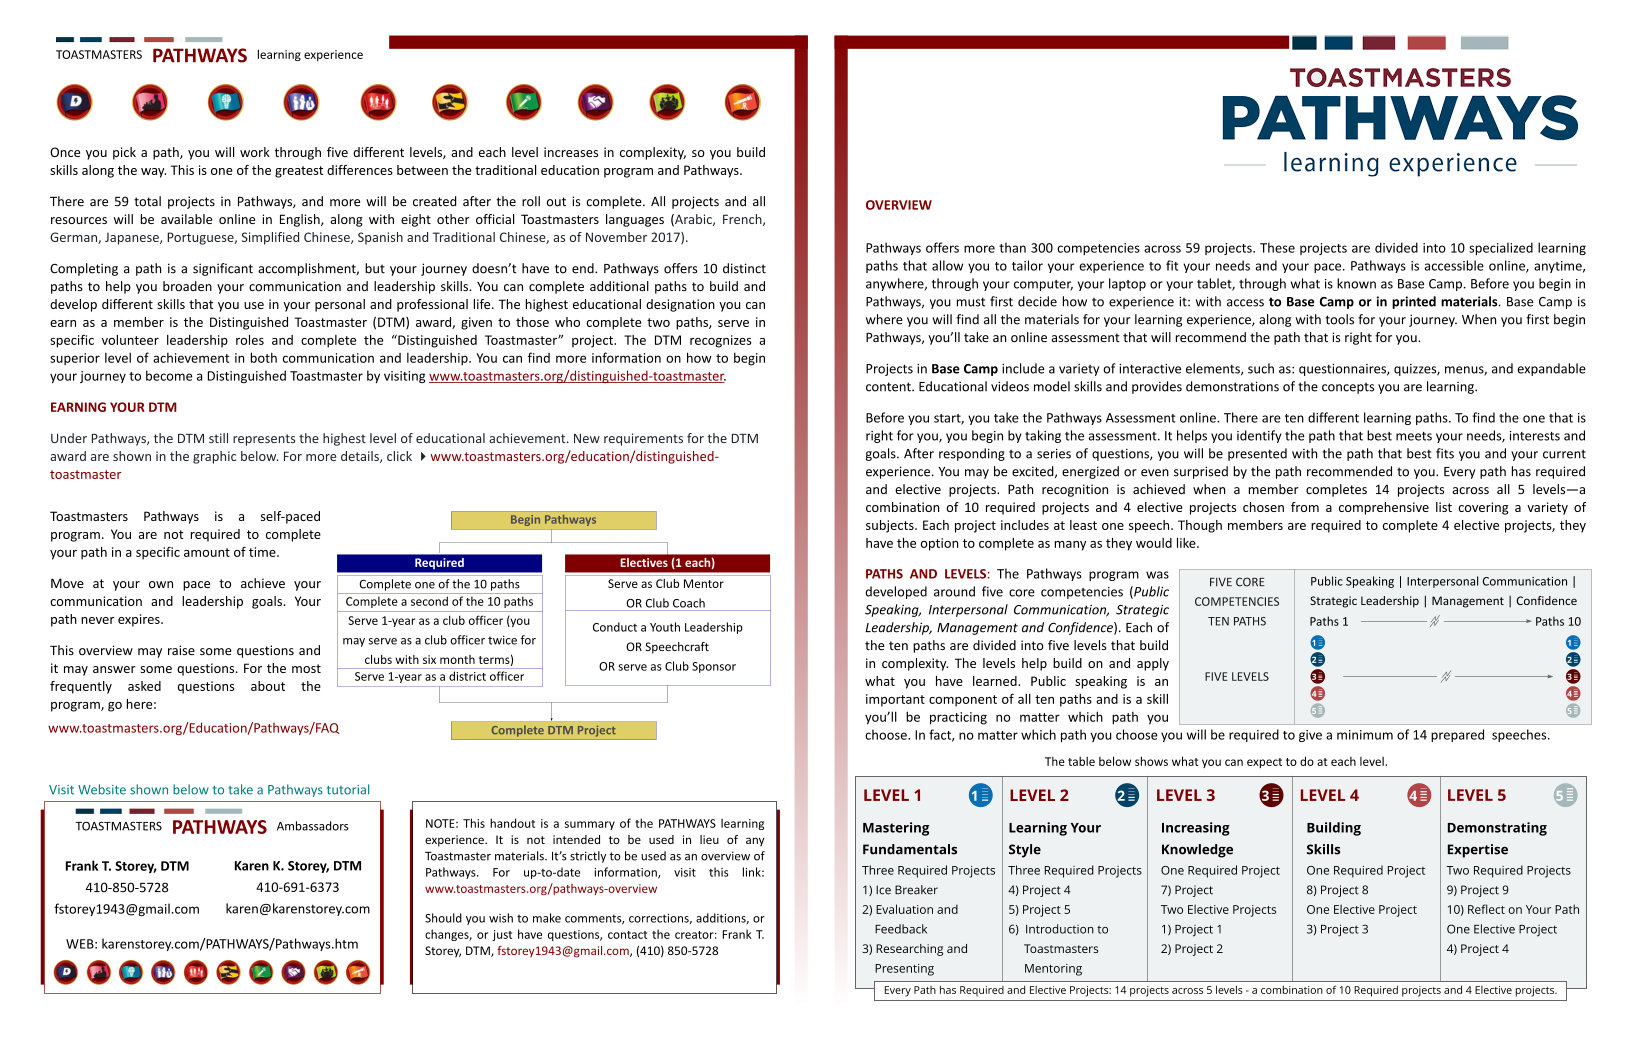 TOASTMASTERS PATHWAYS learning experience
Once you pick a path, you will work through five different levels, and each level increases in complexity, so you build
skills along the way. This is one of the greatest differences between the traditional education program and Pathways.
There are 59 total projects in Pathways, and more will be created after the roll out is complete. All projects and all
resources will be available online in English, along with eight other official Toastmasters languages (Arabic, French,
German, Japanese, Portuguese, Simplified Chinese, Spanish and Traditional Chinese, as of November 2017).
Completing a path is a significant accomplishment, but your journey doesn't have to end. Pathways offers 10 distinct
paths to help you broaden your communication and leadership skills. You can complete additional paths to build and
develop different skills that you use in your personal and professional life. The highest educational designation you can
earn as a member is the Distinguished Toastmaster (DTM) award, given to those who complete two paths, serve in
specific volunteer leadership roles and complete the “Distinguished Toastmaster” project. The DTM recognizes a
superior level of achievement in both communication and leadership. You can find more information on how to begin
your journey to become a Distinguished Toastmaster by visiting www.toastmasters.org/distinguished-toastmaster.
EARNING YOUR DTM
Under Pathways, the DTM still represents the highest level of educational achievement. New requirements for the DTM
award are shown in the graphic below. For more details, click www.toastmasters.org/education/distinguished-
toastmaster
Toastmasters Pathways is a self-paced
program. You are not required to complete
your path in a specific amount of time.
Move at your own pace to achieve your
communication and leadership goals. Your
path never expires.
This overview may raise some questions and
it may answer some questions. For the most
frequently asked questions about the
program, go here:
www.toastmasters.org/Education/Pathways/FAQ
Begin Pathways
Required
Complete one of the 10 paths
Complete a second of the 10 paths
Serve 1-year as a club officer (you
may serve as a club officer twice for
clubs with six month terms)
Serve 1-year as a district officer
Electives (1 each)
Serve as Club Mentor
OR Club Coach
Conduct a Youth Leadership
OR Speechcraft
OR serve as Club Sponsor
Complete DTM Project
Visit Website shown below to take a Pathways tutorial
TOASTMASTERS PATHWAYS Ambassadors
Frank T. Storey, DTM
410-850-5728
fstorey1943@gmail.com
Karen K. Storey, DTM
410-691-6373
karen@karenstorey.com
WEB: karenstorey.com/PATHWAYS/Pathways.htm
NOTE: This handout is a summary of the PATHWAYS learning
experience. It is not intended to be used in lieu of any
Toastmaster materials. It's strictly to be used as an overview of
Pathways. For up-to-date information, visit this link:
www.toastmasters.org/pathways-overview
Should you wish to make comments, corrections, additions, or
changes, or just have questions, contact the creator: Frank T.
Storey, DTM, fstorey1943@gmail.com, (410) 850-5728
TOASTMASTERS
PATHWAYS
learning experience
OVERVIEW
Pathways offers more than 300 competencies across 59 projects. These projects are divided into 10 specialized learning
paths that allow you to tailor your experience to fit your needs and your pace. Pathways is accessible online, anytime,
anywhere, through your computer, your laptop or your tablet, through what is known as Base Camp. Before you begin in
Pathways, you must first decide how to experience it: with access to Base Camp or in printed materials. Base Camp is
where you will find all the materials for your learning experience, along with tools for your journey. When you first begin
Pathways, you'll take an online assessment that will recommend the path that is right for you.
Projects in Base Camp include a variety of interactive elements, such as: questionnaires, quizzes, menus, and expandable
content. Educational videos model skills and provides demonstrations of the concepts you are learning.
Before you start, you take the Pathways Assessment online. There are ten different learning paths. To find the one that is
right for you, you begin by taking the assessment. It helps you identify the path that best meets your needs, interests and
goals. After responding to a series of questions, you will be presented with the path that best fits you and your current
experience. You may be excited, energized or even surprised by the path recommended to you. Every path has required
and elective projects. Path recognition is achieved when a member completes 14 projects across all 5 levels—a
combination of 10 required projects and 4 elective projects chosen from a comprehensive list covering a variety of
subjects. Each project includes at least one speech. Though members are required to complete 4 elective projects, they
have the option to complete as many as they would like.
PATHS AND LEVELS: The Pathways program was
developed around five core competencies (Public
Speaking, Interpersonal Communication, Strategic
Leadership, Management and Confidence). Each of
the ten paths are divided into five levels that build
in complexity. The levels help build on and apply
what you have learned. Public speaking is an
important component of all ten paths and is a skill
you'll be practicing no matter which path you
choose. In fact, no matter which path you choose you will be required to give a minimum of 14 prepared speeches.
FIVE CORE
COMPETENCIES
Public Speaking | Interpersonal Communication |
Strategic Leadership | Management | Confidence
TEN PATHS
Paths 1 Paths 10
FIVE LEVELS
1 1
2 2
3 3
4 4
5 5
The table below shows what you can expect to do at each level.
LEVEL 1 1
Mastering
Fundamentals
Three Required Projects
1) Ice Breaker
2) Evaluation and
Feedback
3) Researching and
Presenting
LEVEL 2 2
Learning Your
Style
Three Required Projects
4) Project 4
5) Project 5
6) Introduction to
Toastmasters
Mentoring
LEVEL 3 3
Increasing
Knowledge
One Required Project
7) Project
Two Elective Projects
1) Project 1
2) Project 2
LEVEL 4 4
Building
Skills
One Required Project
8) Project 8
One Elective Project
3) Project 3
LEVEL 5 5
Demonstrating
Expertise
Two Required Projects
9) Project 9
10) Reflect on Your Path
One Elective Project
4) Project 4
Every Path has Required and Elective Projects: 14 projects across 5 levels - a combination of 10 Required projects and 4 Elective projects.